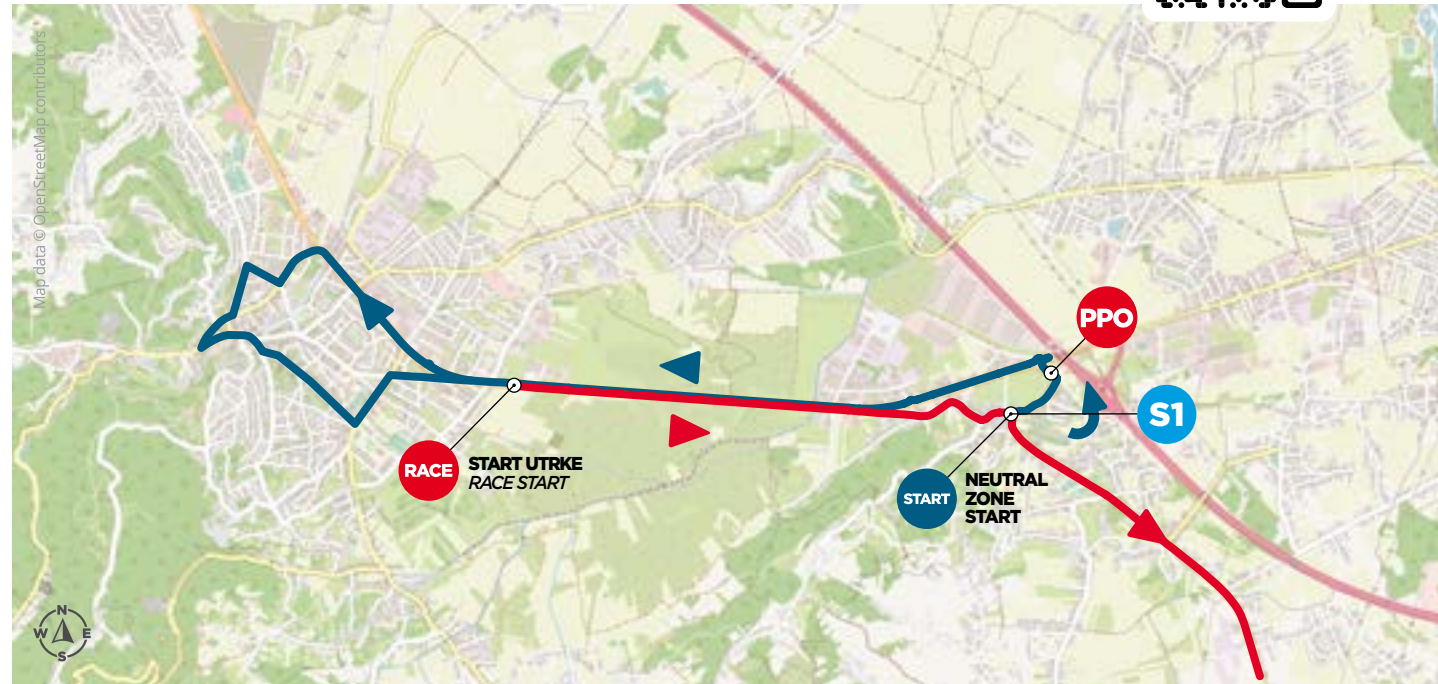 Map data © OpenStreetMap contributors
PPO
S1
RACE
START UTRKE
RACE START
START
NEUTRAL
ZONE
START
N
W
E
S